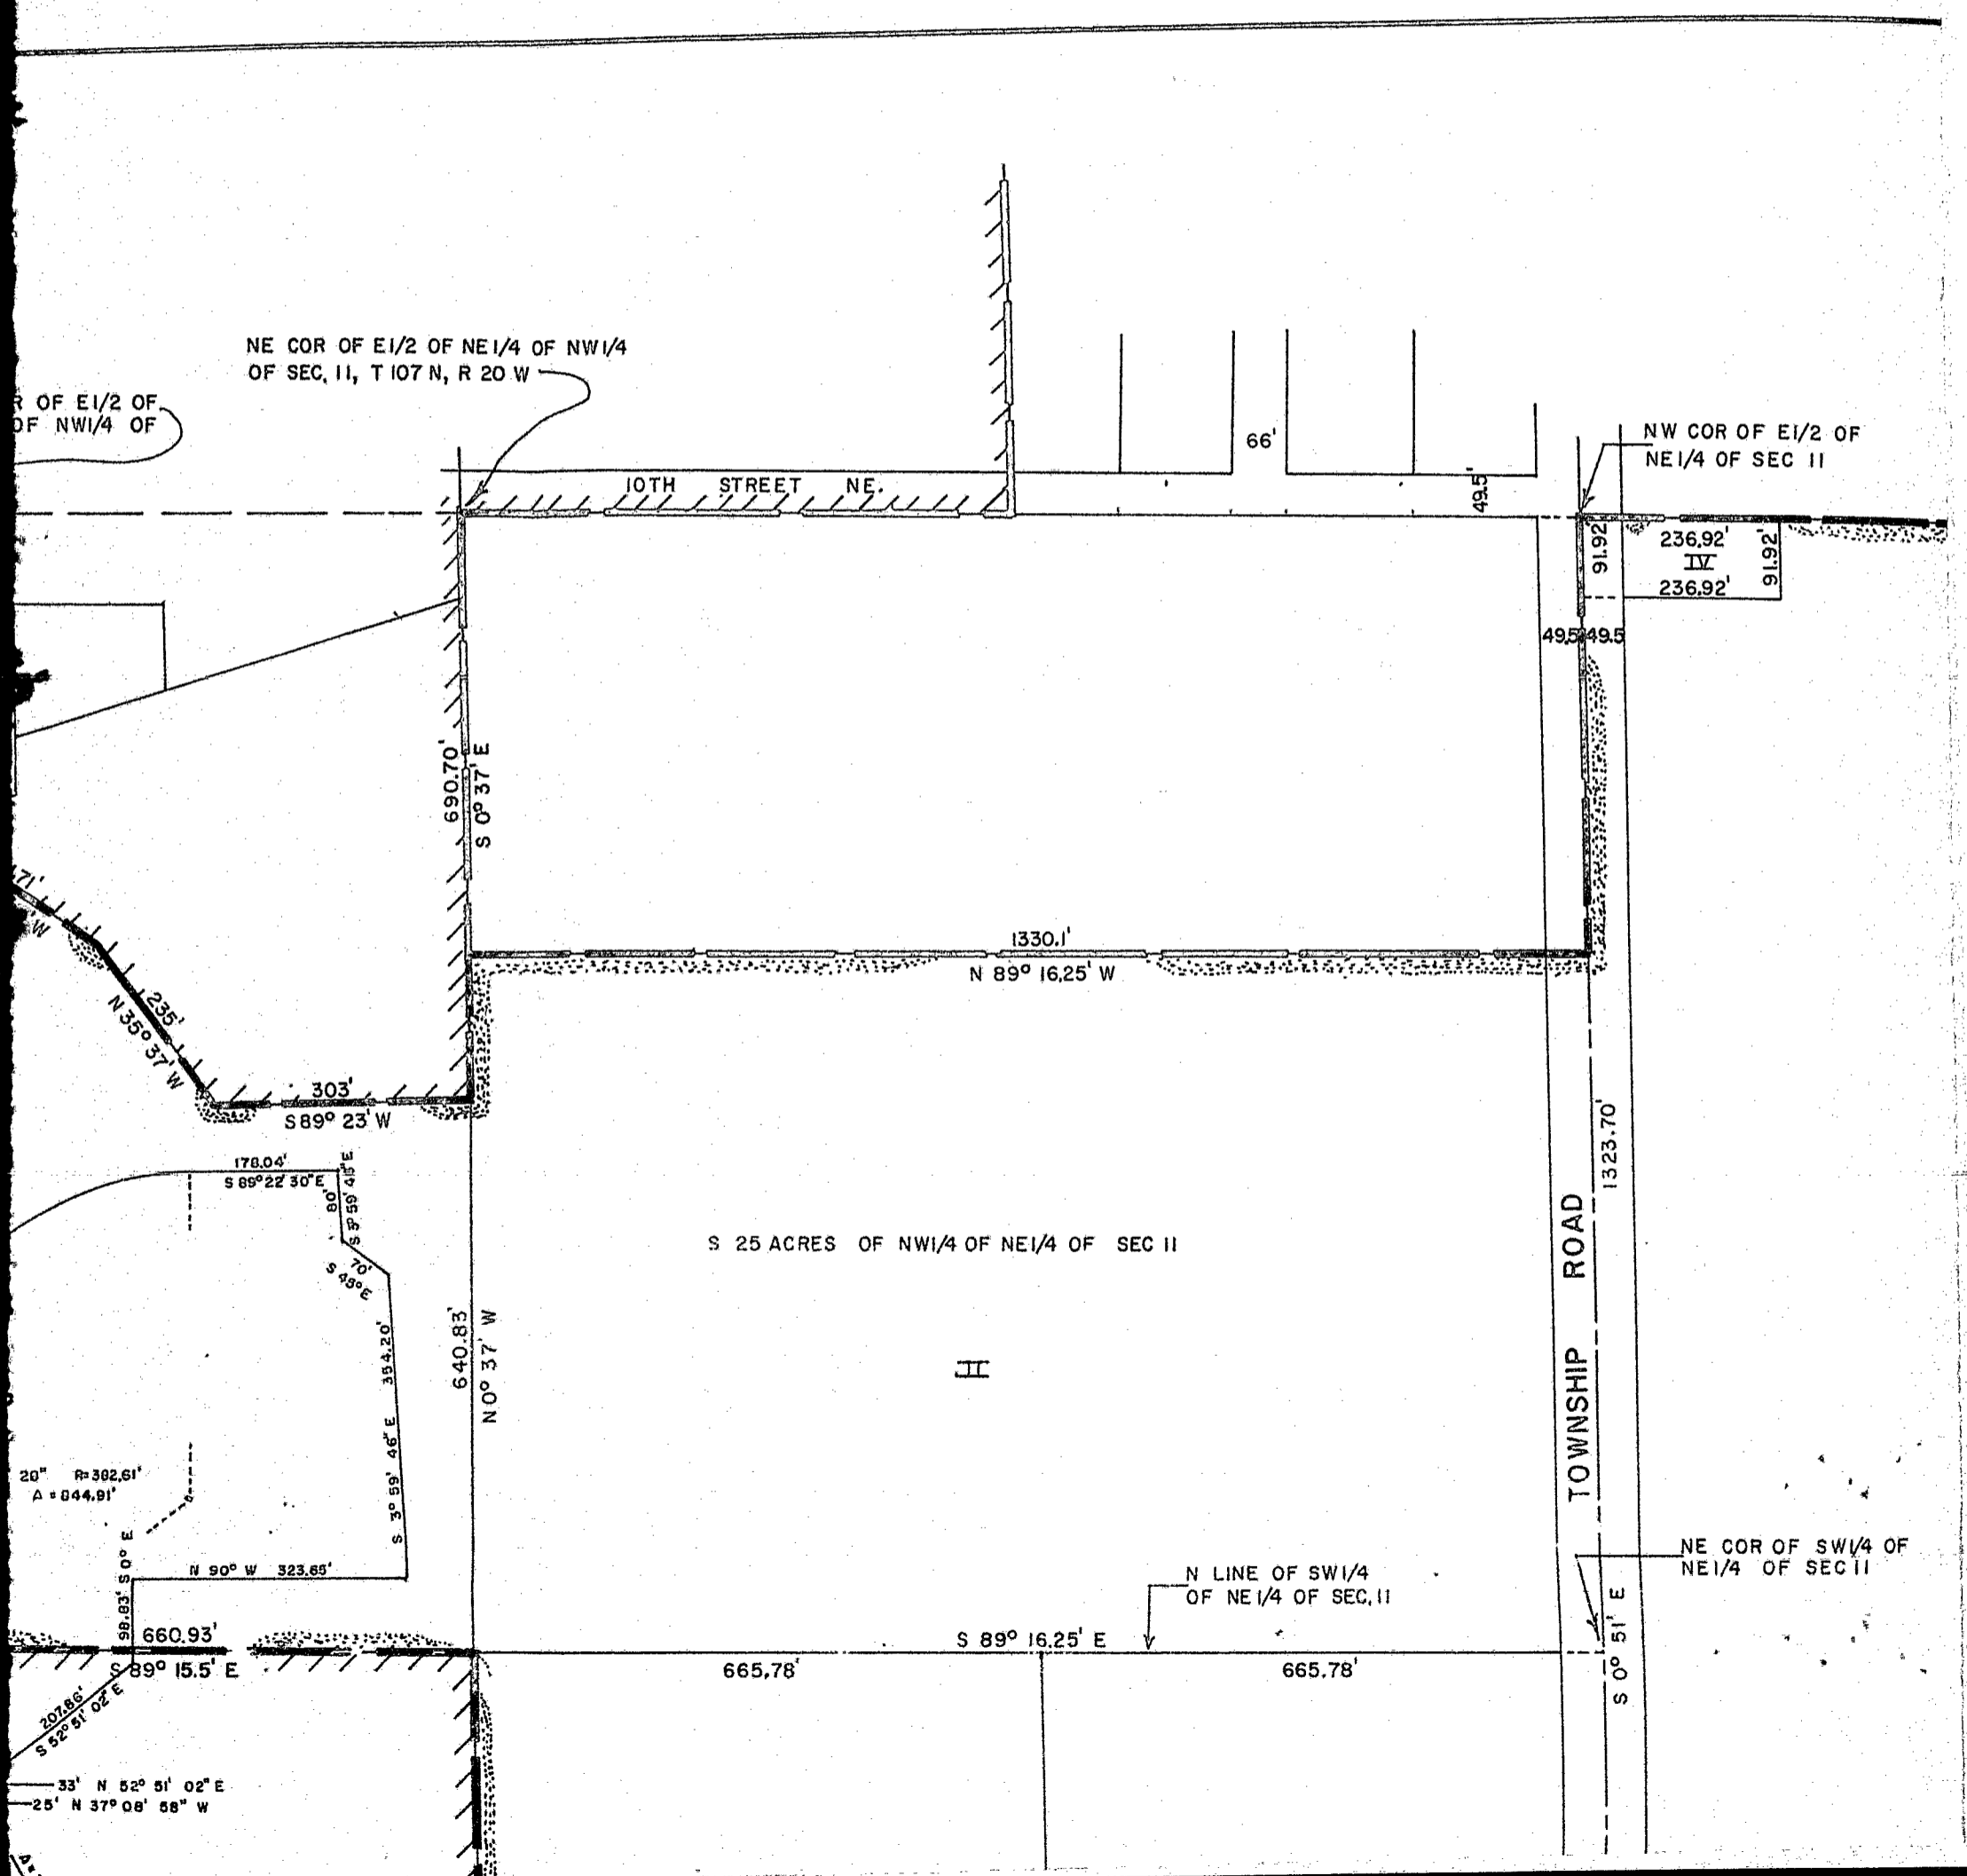 NE COR OF E1/2 OF NE1/4 OF NW1/4
OF SEC. 11, T 107 N, R 20 W
R OF E1/2 OF
OF NW1/4 OF
10TH STREET NE.
66'
49.5'
NW COR OF E1/2 OF
NE1/4 OF SEC 11
91.92'
236.92'
IV
236.92'
91.92'
49.5 49.5
690.70'
S 0° 37' E
71'
W
235'
N 35° 37' W
303'
S 89° 23' W
1330.1'
N 89° 16.25' W
1323.70'
TOWNSHIP ROAD
178.04'
S 89° 22' 30" E
80'
70'
S 45° E
354.20'
S 3° 59' 46" E
S 25 ACRES OF NW1/4 OF NE1/4 OF SEC 11
640.83'
N 0° 37' W
II
20" R=382.61'
Δ = 844.91'
N 90° W 323.65'
98.83' S 0° E
660.93'
S 89° 15.5' E
207.86'
S 52° 51' 02" E
33' N 52° 51' 02" E
25' N 37° 08' 58" W
N LINE OF SW1/4
OF NE1/4 OF SEC. 11
S 89° 16.25' E
665.78'
665.78'
NE COR OF SW1/4 OF
NE1/4 OF SEC 11
S 0° 51' E